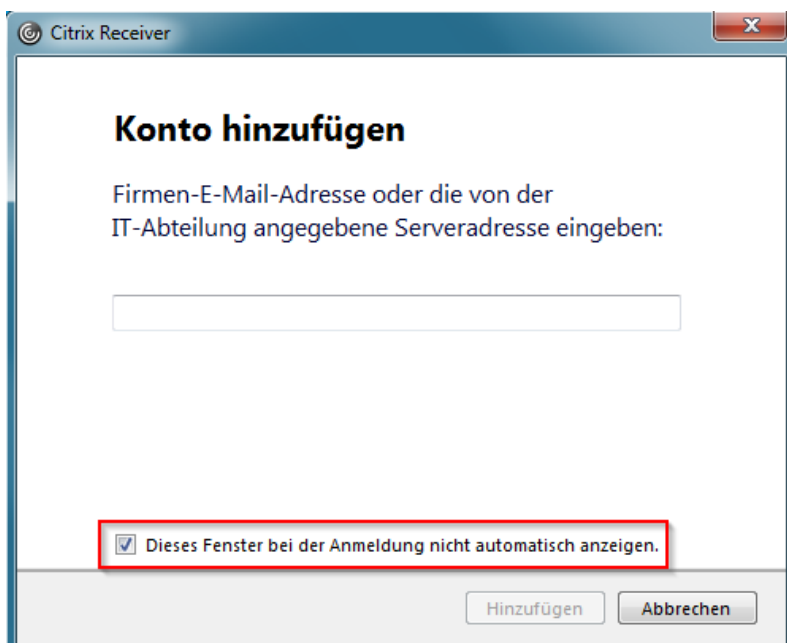 Citrix Receiver
Konto hinzufügen
Firmen-E-Mail-Adresse oder die von der
IT-Abteilung angegebene Serveradresse eingeben:
Dieses Fenster bei der Anmeldung nicht automatisch anzeigen.
Hinzufügen
Abbrechen